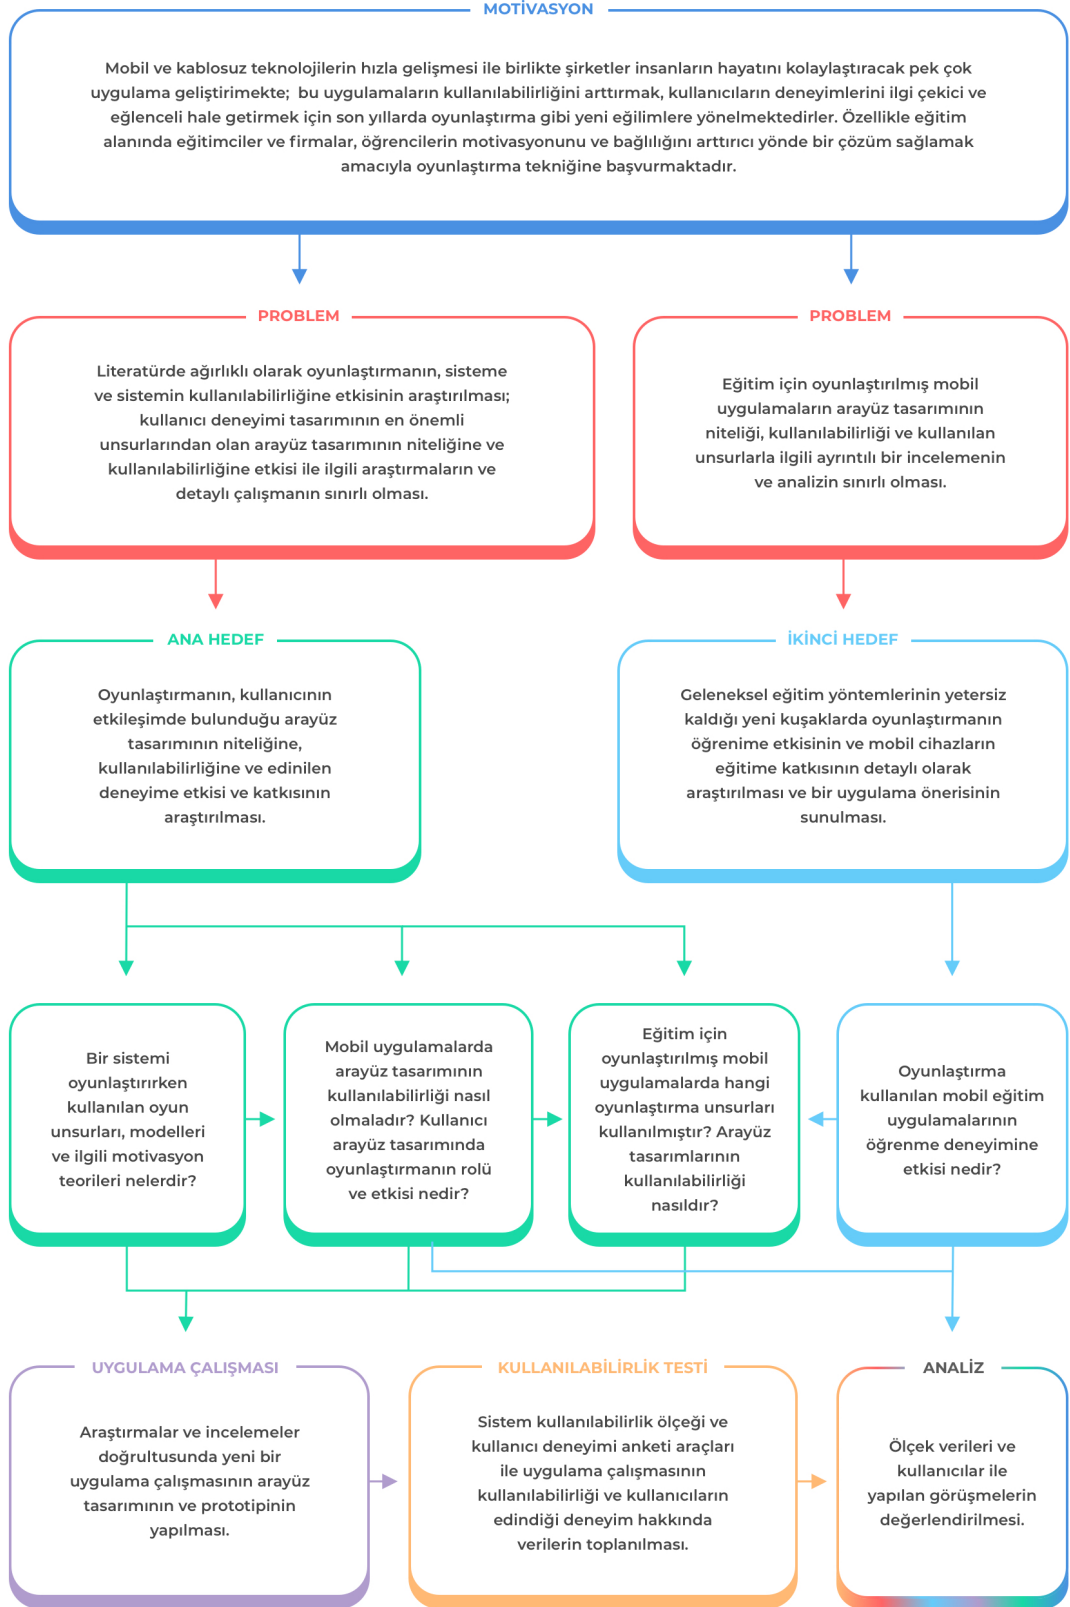 MOTİVASYON
Mobil ve kablosuz teknolojilerin hızla gelişmesi ile birlikte şirketler insanların hayatını kolaylaştıracak pek çok
uygulama geliştirimekte;  bu uygulamaların kullanılabilirliğini arttırmak, kullanıcıların deneyimlerini ilgi çekici ve
eğlenceli hale getirmek için son yıllarda oyunlaştırma gibi yeni eğilimlere yönelmektedirler. Özellikle eğitim
alanında eğitimciler ve firmalar, öğrencilerin motivasyonunu ve bağlılığını arttırıcı yönde bir çözüm sağlamak
amacıyla oyunlaştırma tekniğine başvurmaktadır.
PROBLEM
Literatürde ağırlıklı olarak oyunlaştırmanın, sisteme
ve sistemin kullanılabilirliğine etkisinin araştırılması;
kullanıcı deneyimi tasarımının en önemli
unsurlarından olan arayüz tasarımının niteliğine ve
kullanılabilirliğine etkisi ile ilgili araştırmaların ve
detaylı çalışmanın sınırlı olması.
PROBLEM
Eğitim için oyunlaştırılmış mobil
uygulamaların arayüz tasarımının
niteliği, kullanılabilirliği ve kullanılan
unsurlarla ilgili ayrıntılı bir incelemenin
ve analizin sınırlı olması.
ANA HEDEF
Oyunlaştırmanın, kullanıcının
etkileşimde bulunduğu arayüz
tasarımının niteliğine,
kullanılabilirliğine ve edinilen
deneyime etkisi ve katkısının
araştırılması.
İKİNCİ HEDEF
Geleneksel eğitim yöntemlerinin yetersiz
kaldığı yeni kuşaklarda oyunlaştırmanın
öğrenime etkisinin ve mobil cihazların
eğitime katkısının detaylı olarak
araştırılması ve bir uygulama önerisinin
sunulması.
Bir sistemi
oyunlaştırırken
kullanılan oyun
unsurları, modelleri
ve ilgili motivasyon
teorileri nelerdir?
Mobil uygulamalarda
arayüz tasarımının
kullanılabilirliği nasıl
olmaladır? Kullanıcı
arayüz tasarımında
oyunlaştırmanın rolü
ve etkisi nedir?
Eğitim için
oyunlaştırılmış mobil
uygulamalarda hangi
oyunlaştırma unsurları
kullanılmıştır? Arayüz
tasarımlarının
kullanılabilirliği
nasıldır?
Oyunlaştırma
kullanılan mobil eğitim
uygulamalarının
öğrenme deneyimine
etkisi nedir?
UYGULAMA ÇALIŞMASI
Araştırmalar ve incelemeler
doğrultusunda yeni bir
uygulama çalışmasının arayüz
tasarımının ve prototipinin
yapılması.
KULLANILABİLİRLİK TESTİ
Sistem kullanılabilirlik ölçeği ve
kullanıcı deneyimi anketi araçları
ile uygulama çalışmasının
kullanılabilirliği ve kullanıcıların
edindiği deneyim hakkında
verilerin toplanılması.
ANALİZ
Ölçek verileri ve
kullanıcılar ile
yapılan görüşmelerin
değerlendirilmesi.